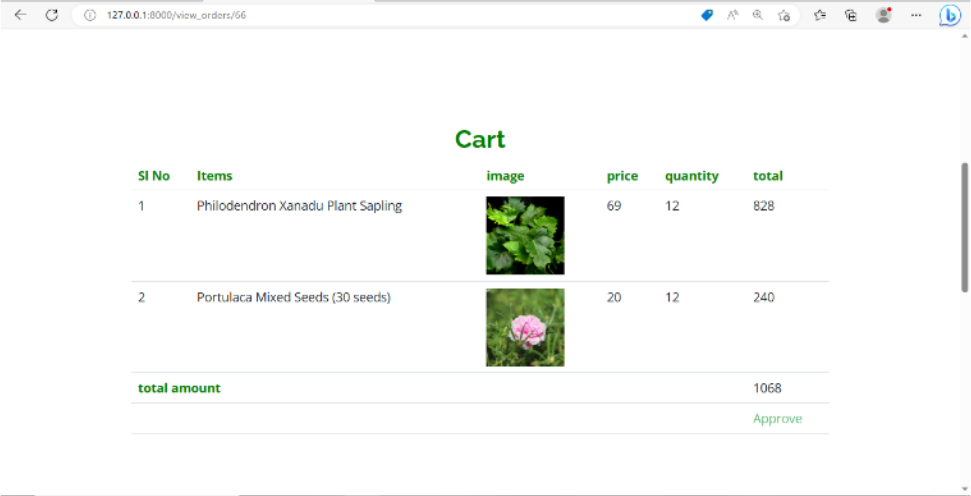 127.0.0.1:8000/view_orders/66
Cart
Sl No Items image price quantity total
1 Philodendron Xanadu Plant Sapling 69 12 828
2 Portulaca Mixed Seeds (30 seeds) 20 12 240
total amount 1068
Approve